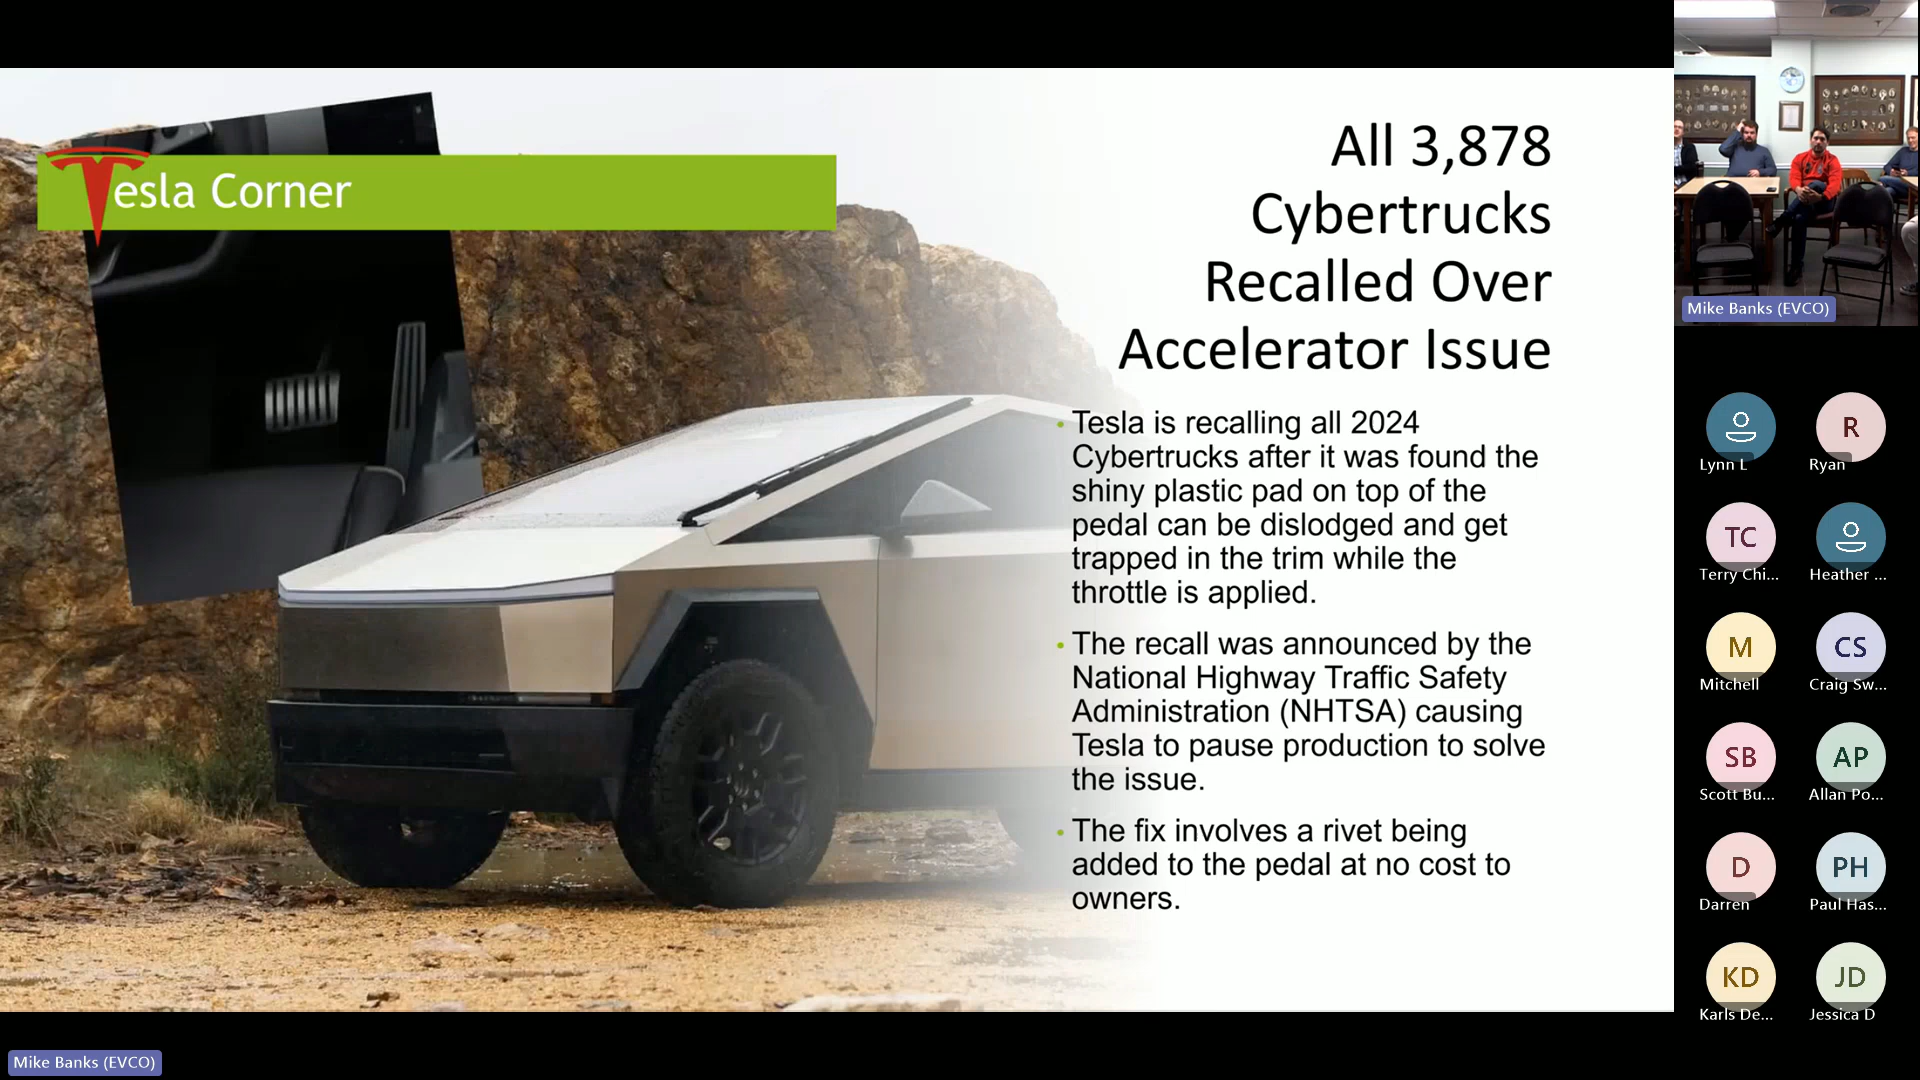 Tesla Corner
All 3,878
Cybertrucks
Recalled Over
Accelerator Issue
• Tesla is recalling all 2024
Cybertrucks after it was found the
shiny plastic pad on top of the
pedal can be dislodged and get
trapped in the trim while the
throttle is applied.
• The recall was announced by the
National Highway Traffic Safety
Administration (NHTSA) causing
Tesla to pause production to solve
the issue.
• The fix involves a rivet being
added to the pedal at no cost to
owners.
Mike Banks (EVCO)
Lynn L
R
Ryan
TC
Terry Chi...
Heather ...
M
Mitchell
CS
Craig Sw...
SB
Scott Bu...
AP
Allan Po...
D
Darren
PH
Paul Has...
KD
Karls De...
JD
Jessica D
Mike Banks (EVCO)